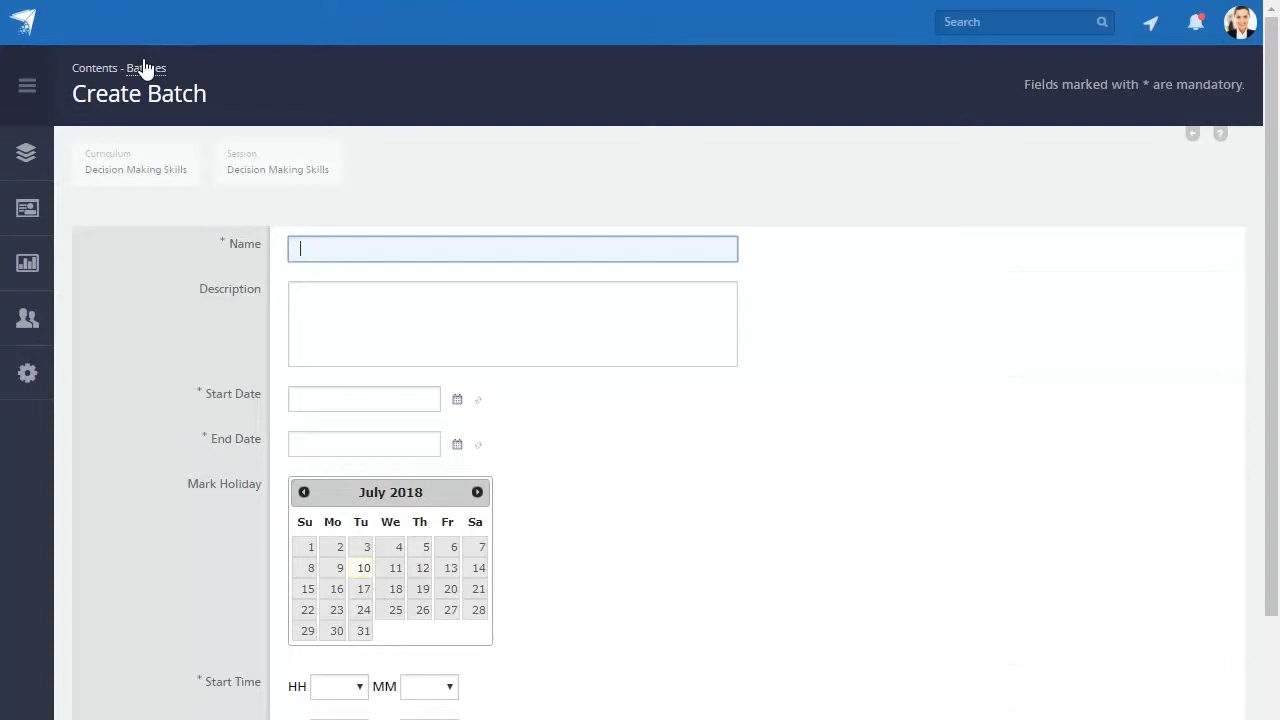 Search
Contents - Batches
Create Batch
Fields marked with * are mandatory.
Curriculum
Decision Making Skills
Session
Decision Making Skills
* Name
Description
* Start Date
* End Date
Mark Holiday
July 2018
Su Mo Tu We Th Fr Sa
1 2 3 4 5 6 7
8 9 10 11 12 13 14
15 16 17 18 19 20 21
22 23 24 25 26 27 28
29 30 31
* Start Time
HH MM